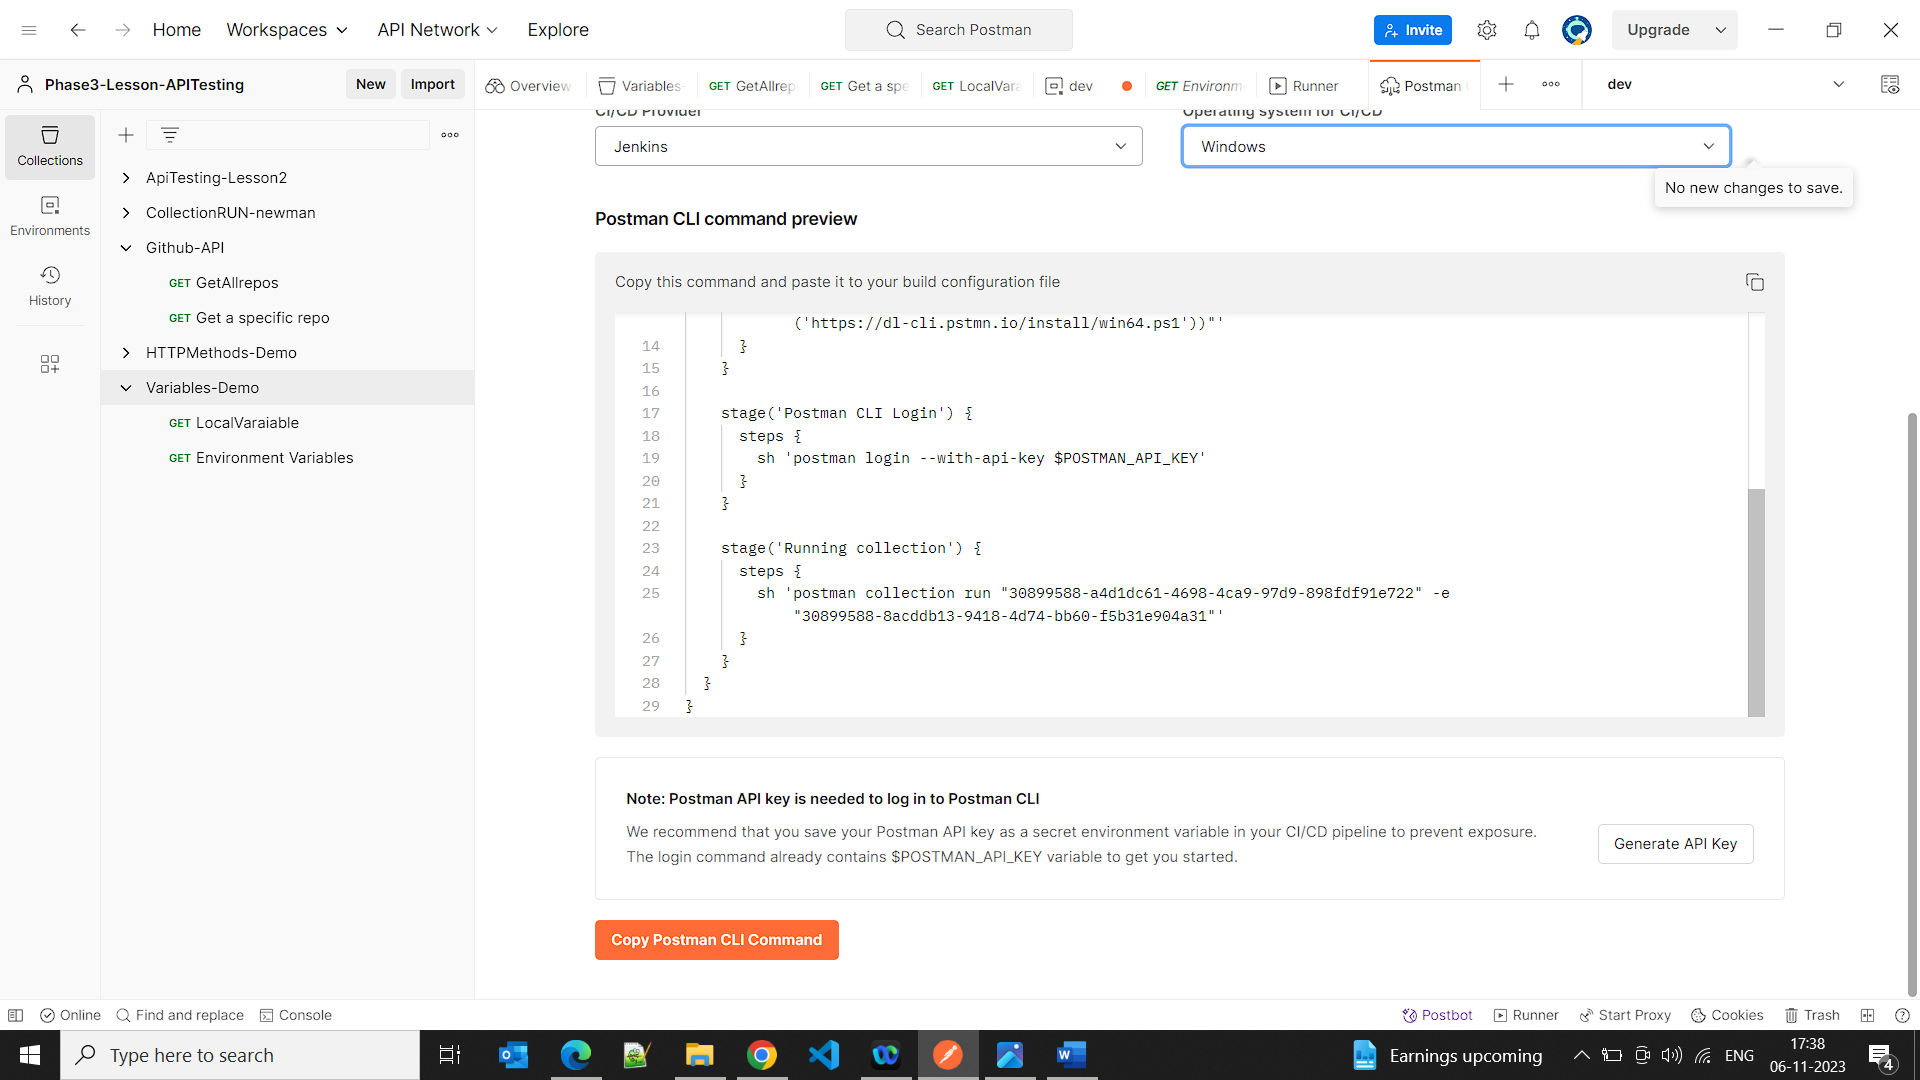 Home Workspaces API Network Explore Search Postman Invite Upgrade
Phase3-Lesson-APITesting New Import Overview Variables GET GetAllrep GET Get a spe GET LocalVara dev GET Environm Runner Postman dev
CI/CD Provider Operating system for CI/CD
Jenkins Windows
No new changes to save.
Collections
Environments
History
ApiTesting-Lesson2
CollectionRUN-newman
Github-API
GET GetAllrepos
GET Get a specific repo
HTTPMethods-Demo
Variables-Demo
GET LocalVaraiable
GET Environment Variables
Postman CLI command preview
Copy this command and paste it to your build configuration file
('https://dl-cli.pstmn.io/install/win64.ps1'))"'
14 }
15 }
16
17 stage('Postman CLI Login') {
18 steps {
19 sh 'postman login --with-api-key $POSTMAN_API_KEY'
20 }
21 }
22
23 stage('Running collection') {
24 steps {
25 sh 'postman collection run "30899588-a4d1dc61-4698-4ca9-97d9-898fdf91e722" -e
"30899588-8acddb13-9418-4d74-bb60-f5b31e904a31"'
26 }
27 }
28 }
29 }
Note: Postman API key is needed to log in to Postman CLI
We recommend that you save your Postman API key as a secret environment variable in your CI/CD pipeline to prevent exposure.
The login command already contains $POSTMAN_API_KEY variable to get you started.
Generate API Key
Copy Postman CLI Command
Online Find and replace Console Postbot Runner Start Proxy Cookies Trash
Type here to search Earnings upcoming ENG 17:38
06-11-2023 4